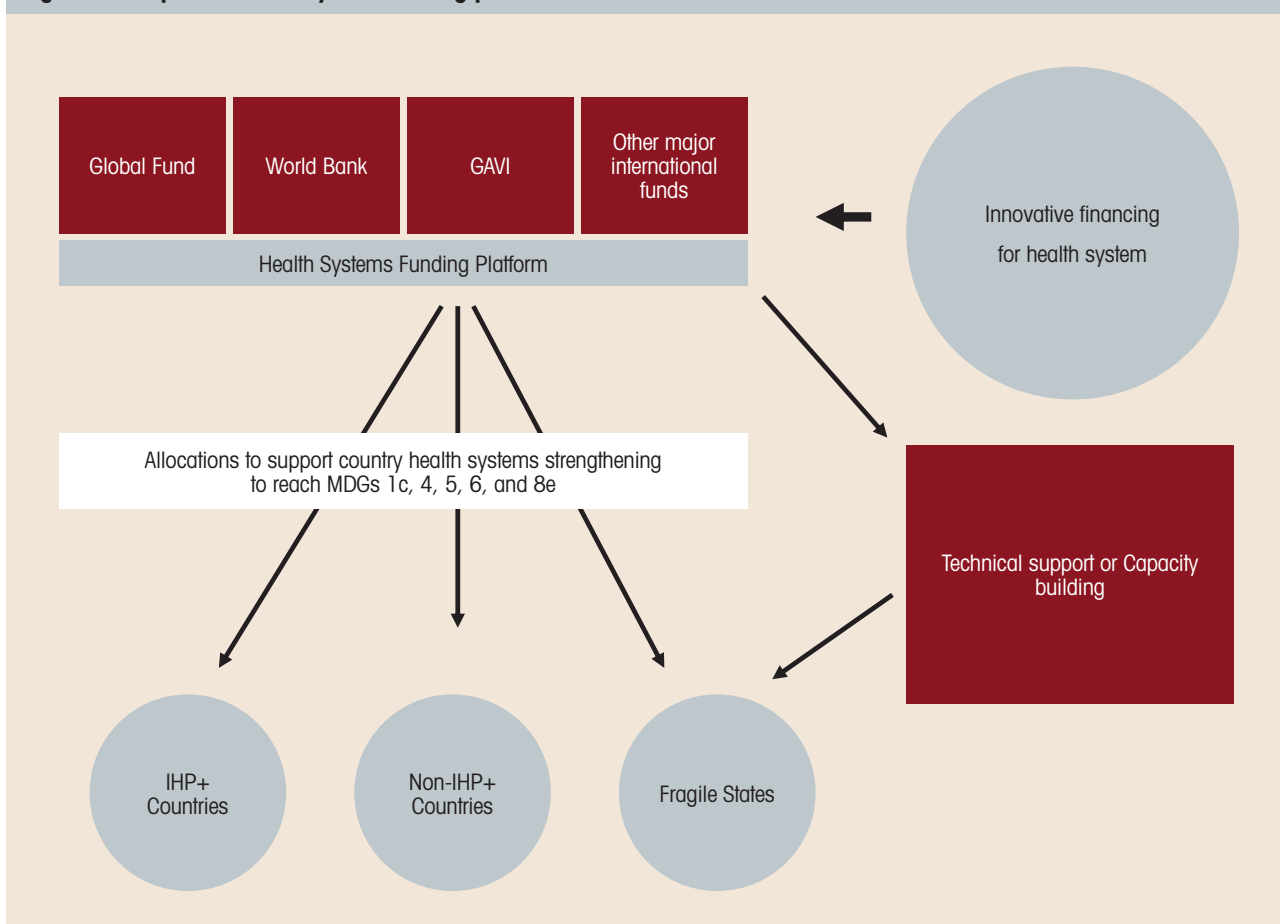 Global Fund
World Bank
GAVI
Other major
international
funds
Health Systems Funding Platform
Innovative financing
for health system
Allocations to support country health systems strengthening
to reach MDGs 1c, 4, 5, 6, and 8e
Technical support or Capacity
building
IHP+
Countries
Non-IHP+
Countries
Fragile States